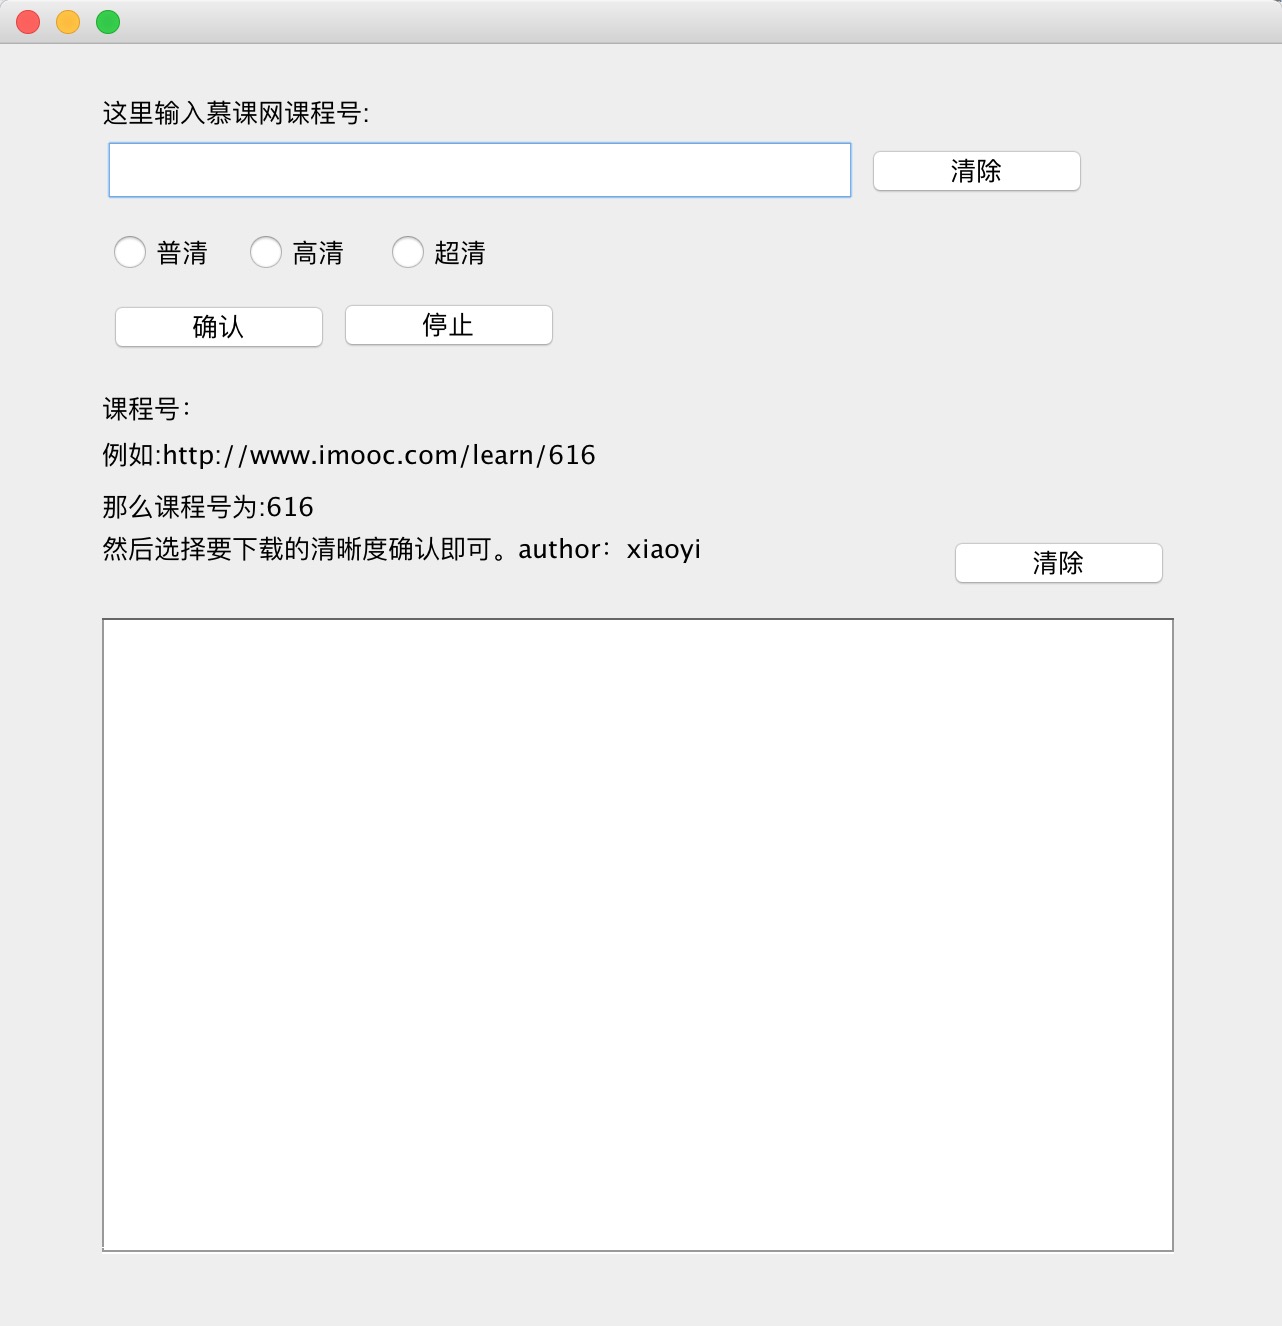 这里输入慕课网课程号:
清除
普清 高清 超清
确认 停止
课程号：
例如:http://www.imooc.com/learn/616
那么课程号为:616
然后选择要下载的清晰度确认即可。author：xiaoyi
清除